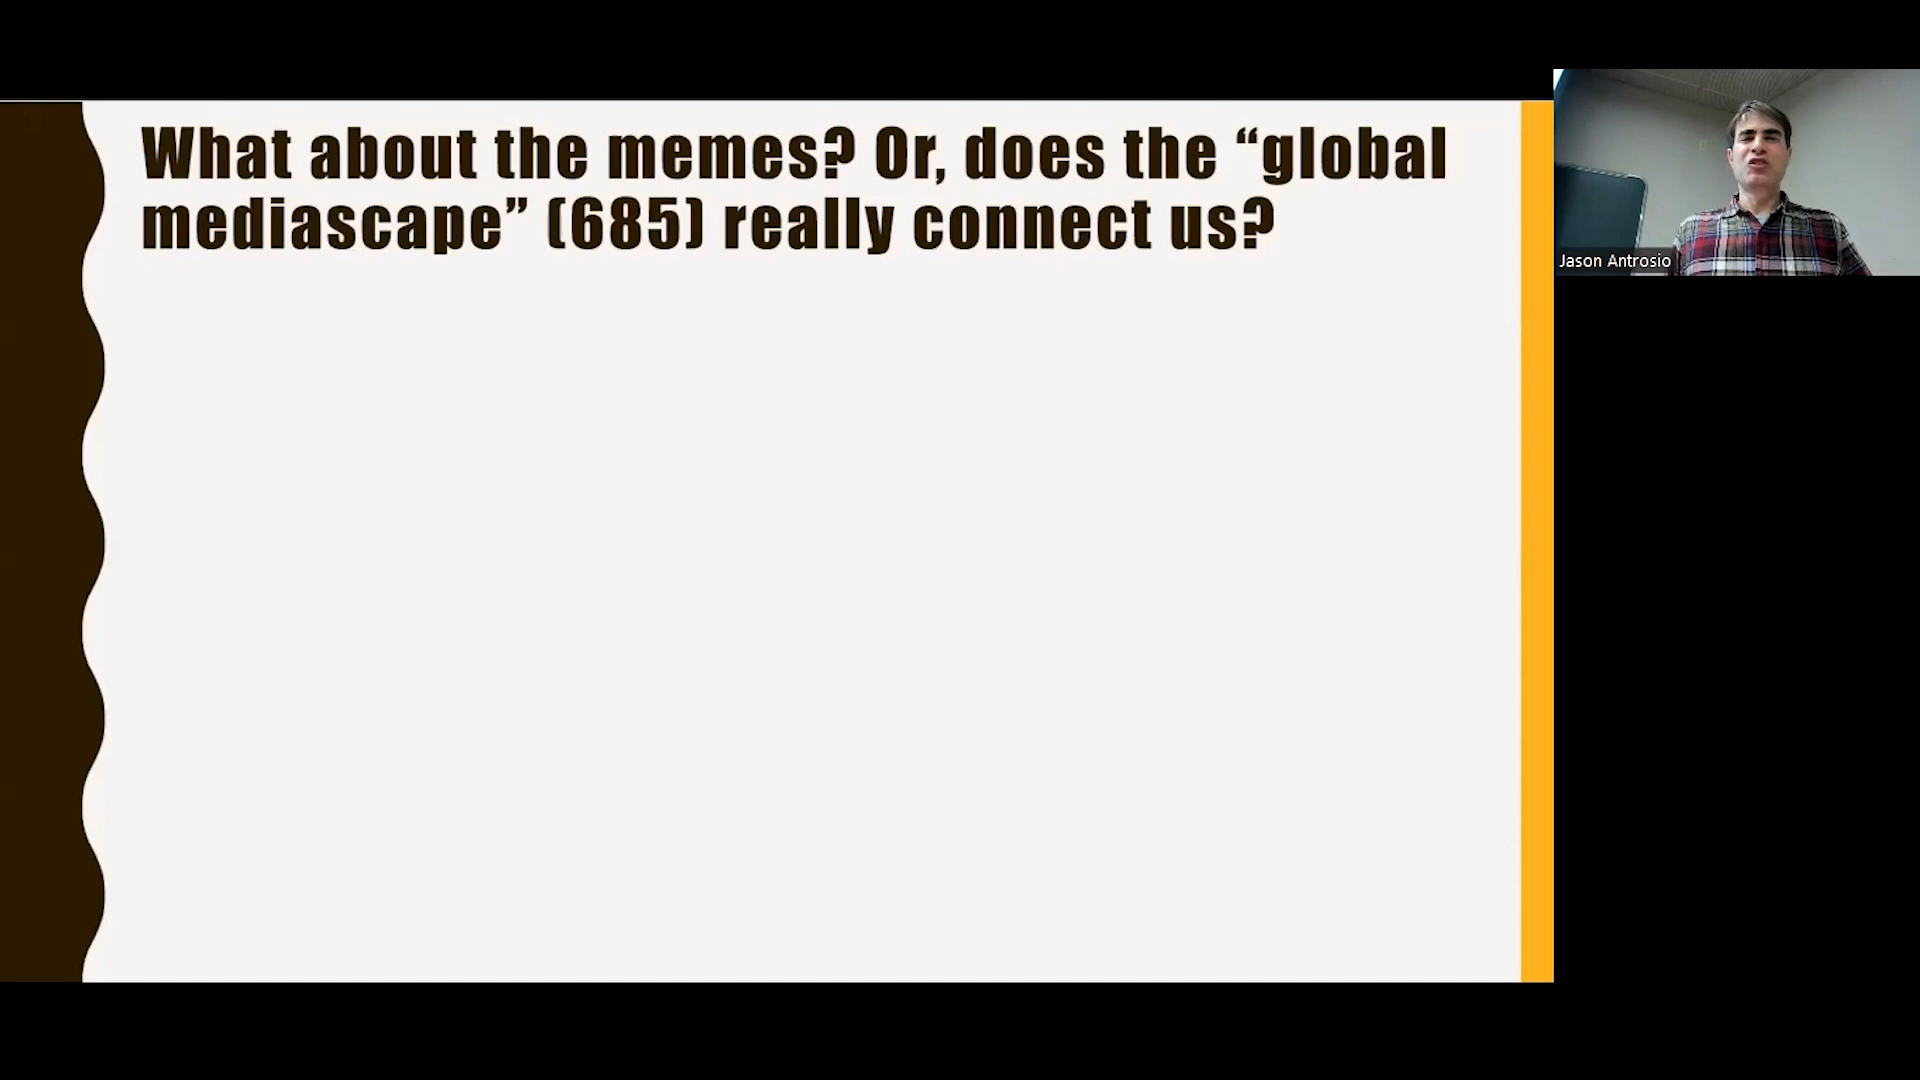 What about the memes? Or, does the “global
mediascape” (685) really connect us?
Jason Antrosio